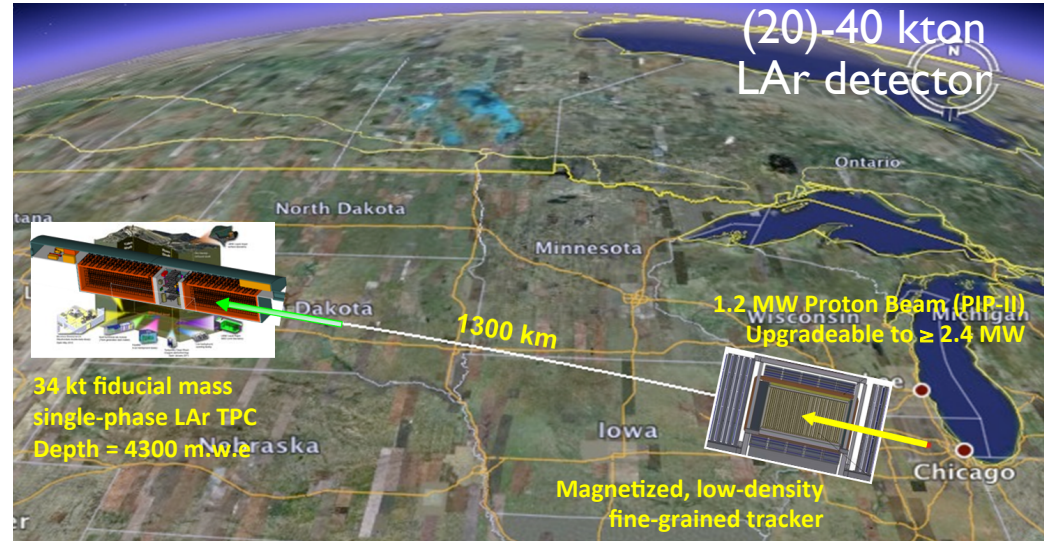 (20)-40 kton
LAr detector
N
Ontario
North Dakota
Minnesota
1.2 MW Proton Beam (PIP-II)
Wisconsin
Michigan
Upgradeable to ≥ 2.4 MW
Dakota
1300 km
34 kt fiducial mass
single-phase LAr TPC
Depth = 4300 m.w.e
Nebraska
Iowa
Chicago
Magnetized, low-density
fine-grained tracker